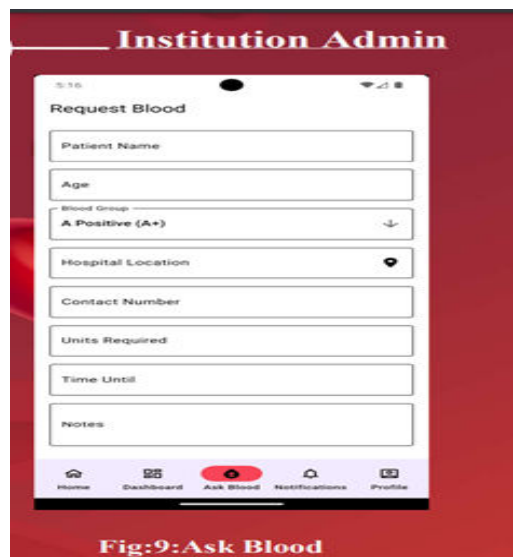 Institution Admin
5:16
Request Blood
Patient Name
Age
Blood Group
A Positive (A+)
Hospital Location
Contact Number
Units Required
Time Until
Notes
Home Dashboard Ask Blood Notifications Profile
Fig:9:Ask Blood